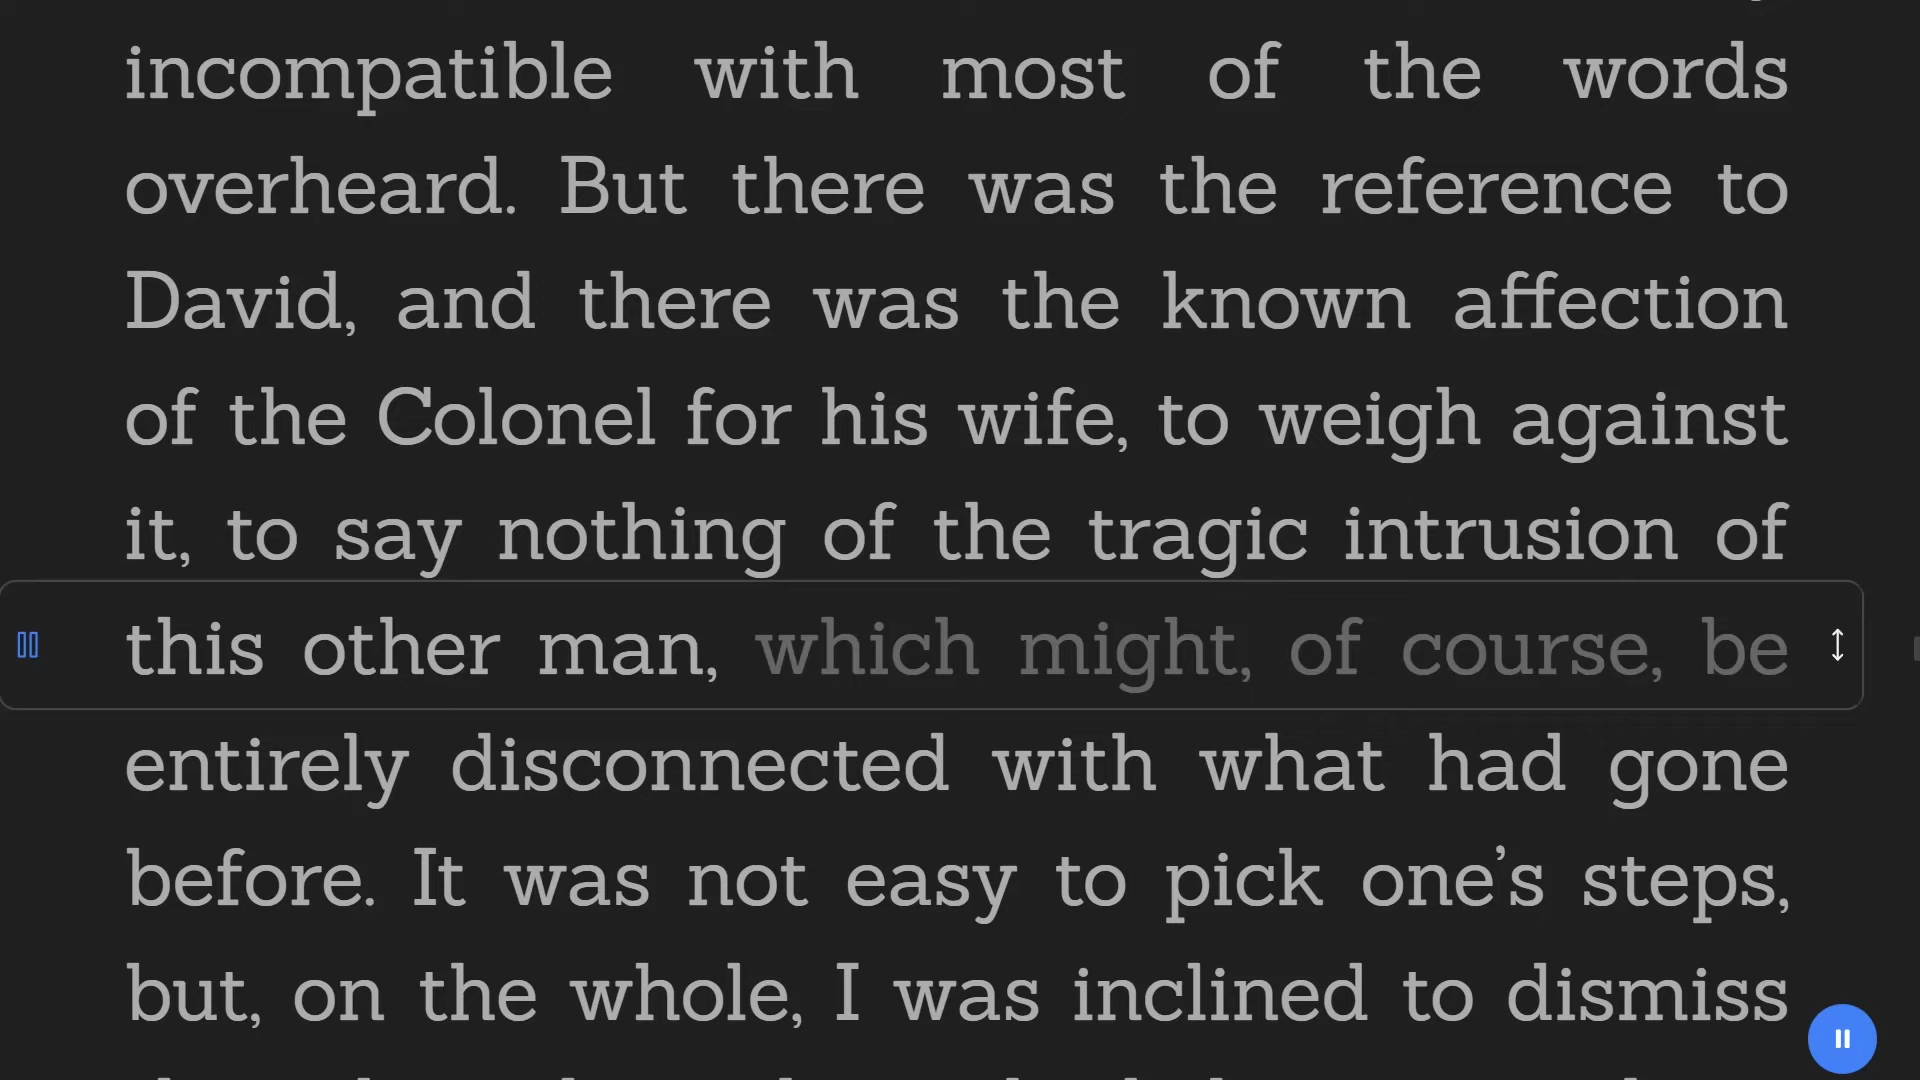 incompatible with most of the words
overheard. But there was the reference to
David, and there was the known affection
of the Colonel for his wife, to weigh against
it, to say nothing of the tragic intrusion of
this other man, which might, of course, be
entirely disconnected with what had gone
before. It was not easy to pick one’s steps,
but, on the whole, I was inclined to dismiss